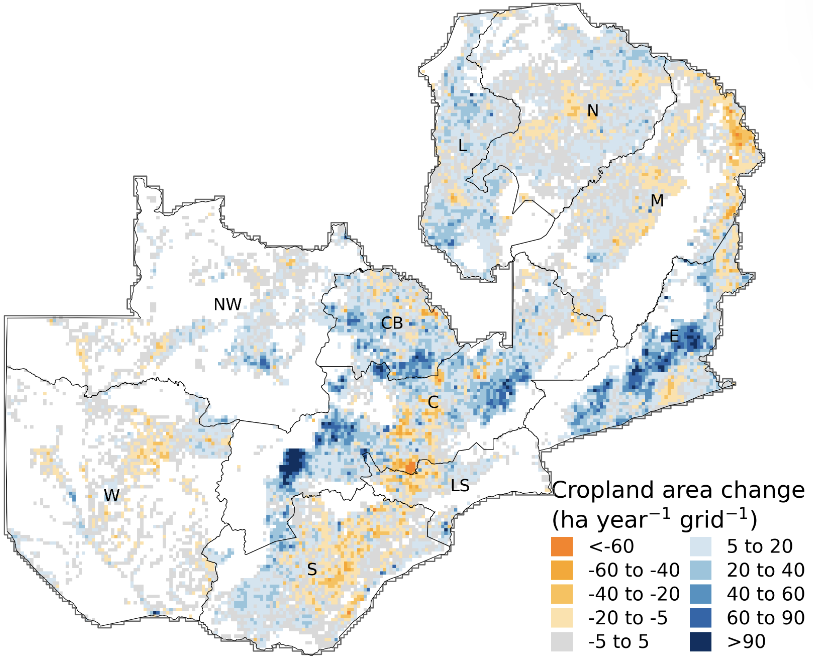 N
L
M
NW
CB
E
C
W
LS
S
Cropland area change
(ha year⁻¹ grid⁻¹)
<-60
-60 to -40
-40 to -20
-20 to -5
-5 to 5
5 to 20
20 to 40
40 to 60
60 to 90
>90